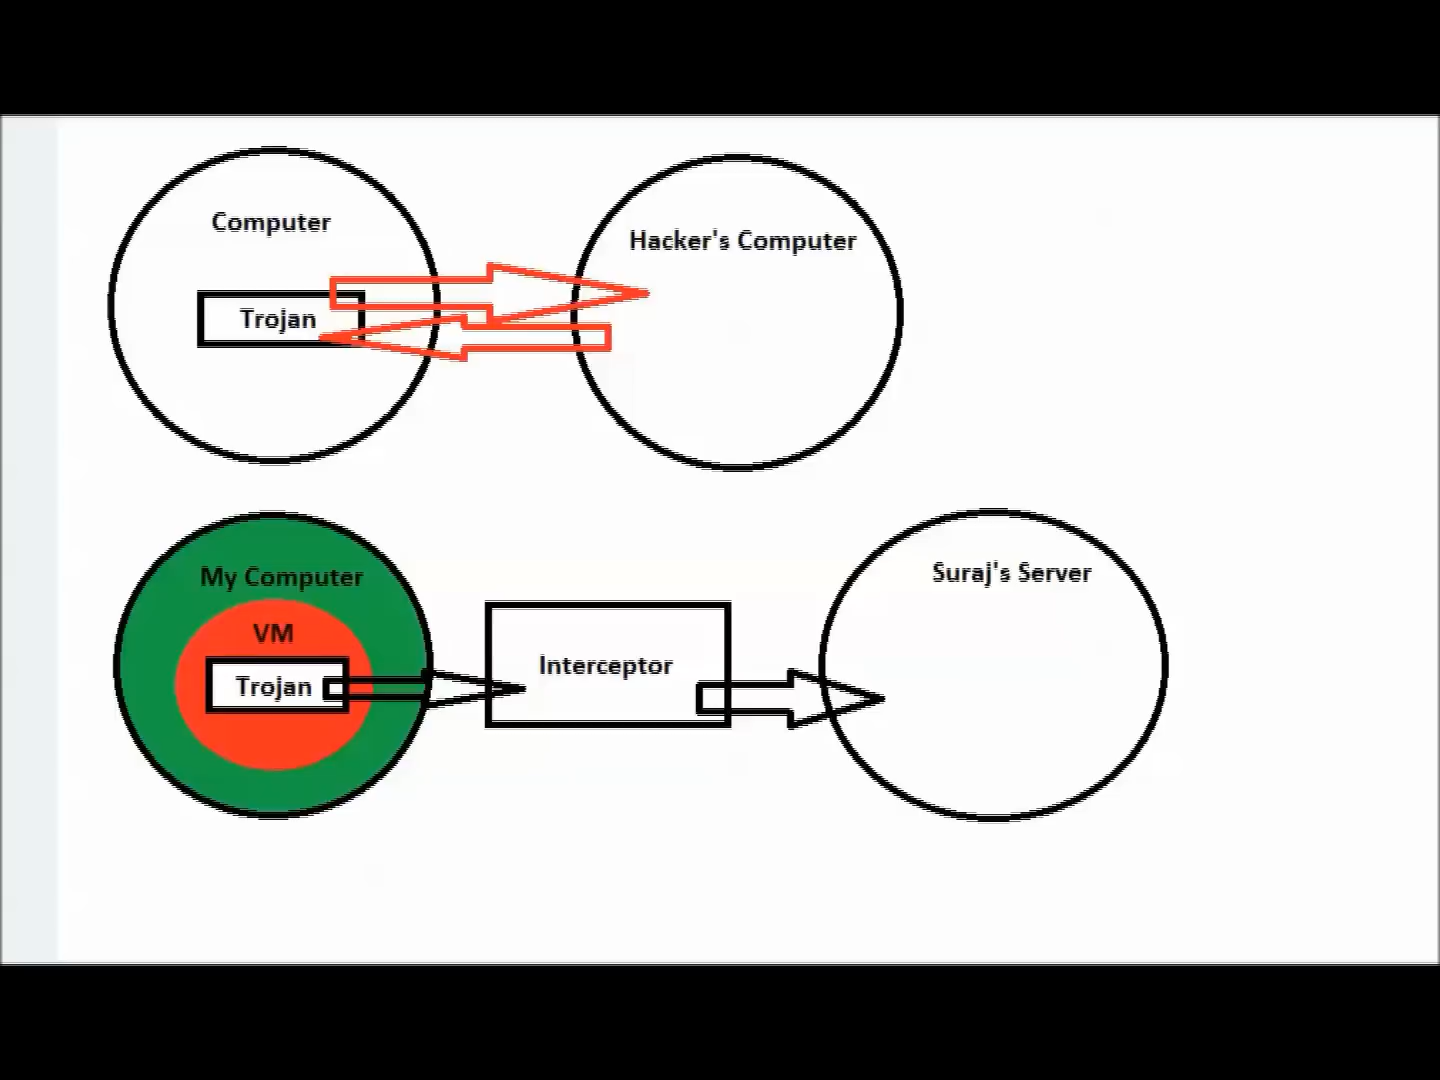 Computer
Hacker's Computer
Trojan
My Computer
VM
Trojan
Interceptor
Suraj's Server